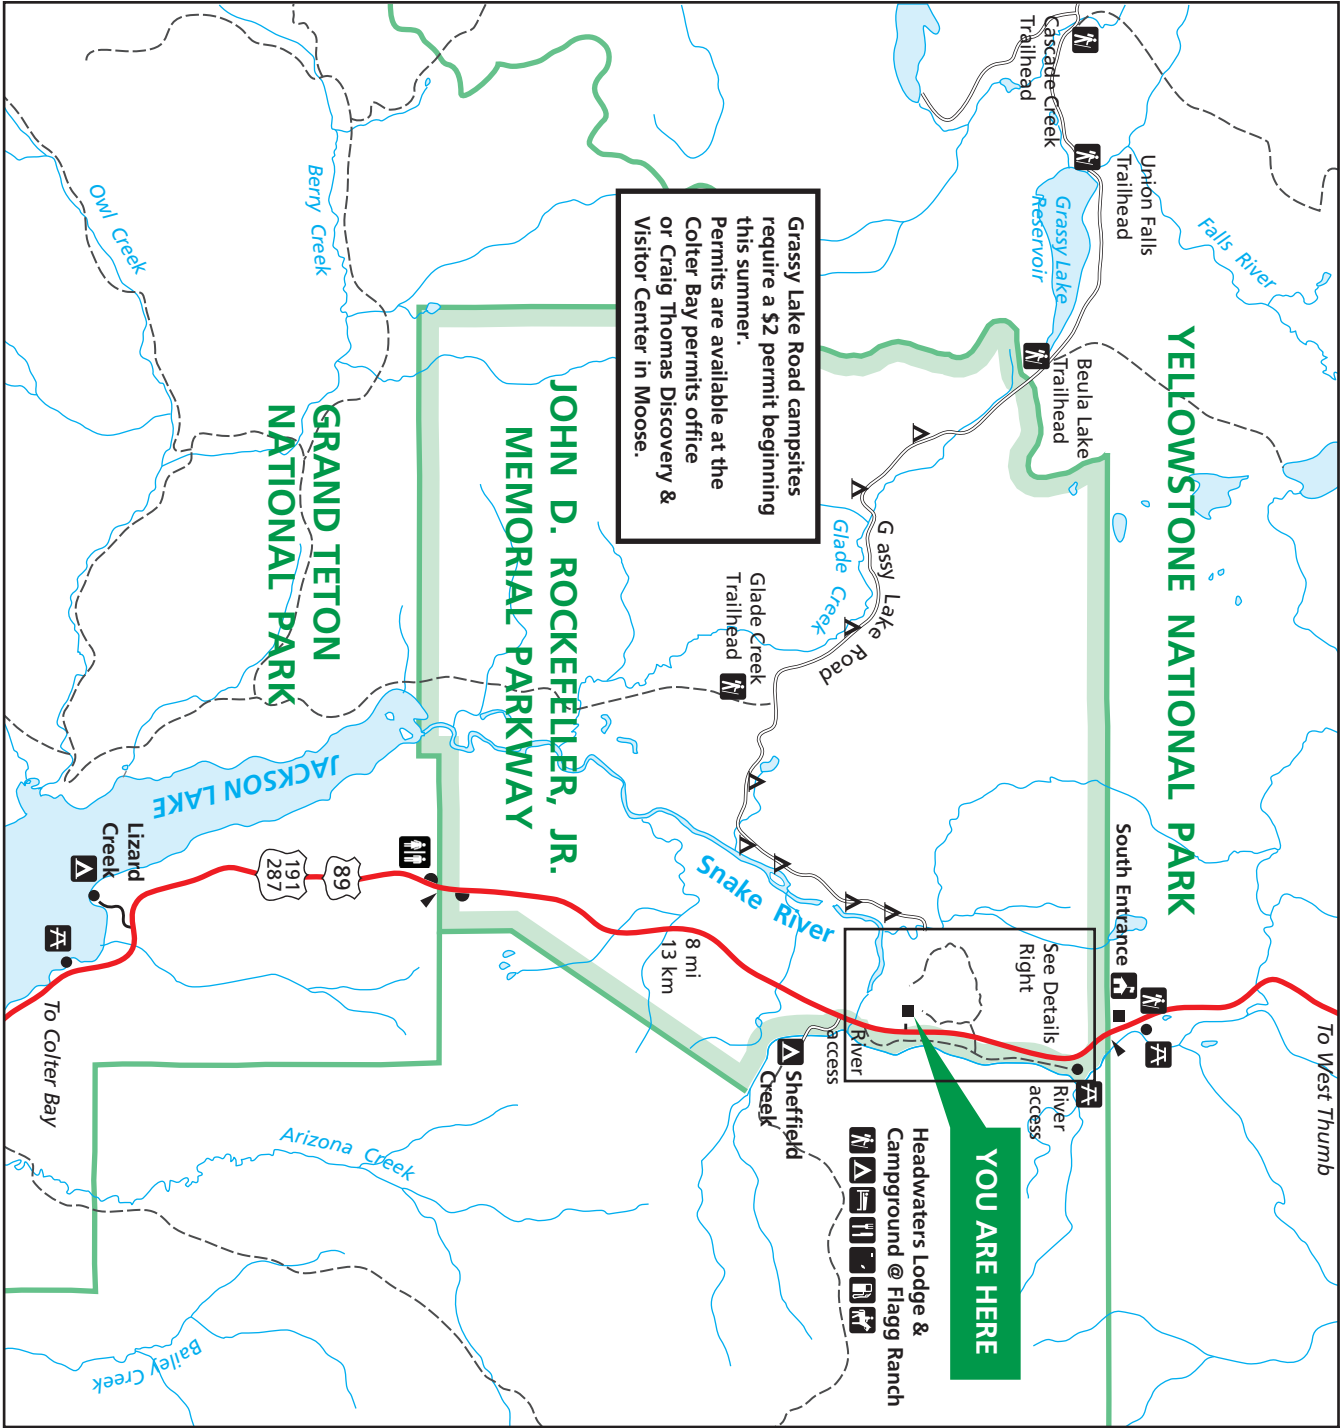 To West Thumb
YELLOWSTONE NATIONAL PARK
South Entrance
Falls River
Union Falls
Trailhead
Cascade Creek
Trailhead
Grassy Lake
Reservoir
Beula Lake
Trailhead
See Details
Right
River
access
YOU ARE HERE
Headwaters Lodge &
Campground @ Flagg Ranch
G assy Lake Road
Glade Creek
Glade Creek
Trailhead
Snake River
River
access
Sheffield
Creek
Grassy Lake Road campsites
require a $2 permit beginning
this summer.
Permits are available at the
Colter Bay permits office
or Craig Thomas Discovery &
Visitor Center in Moose.
8 mi
13 km
JOHN D. ROCKEFELLER, JR.
MEMORIAL PARKWAY
GRAND TETON
NATIONAL PARK
Berry Creek
Owl Creek
JACKSON LAKE
89
191
287
Lizard
Creek
To Colter Bay
Arizona Creek
Bailey Creek